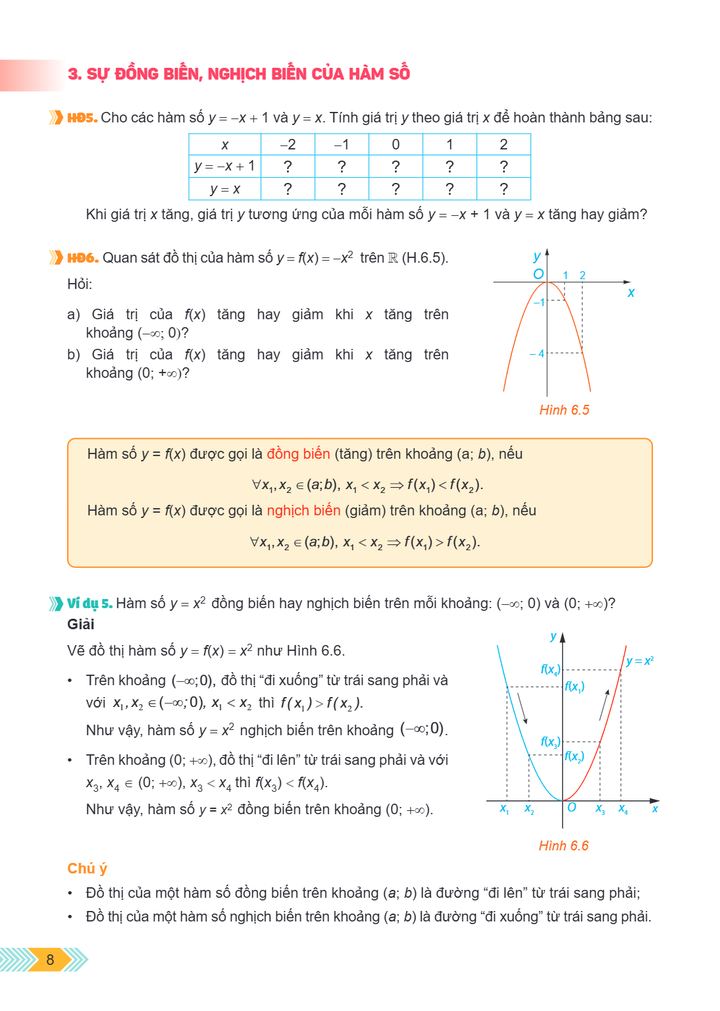 3. SỰ ĐỒNG BIẾN, NGHỊCH BIẾN CỦA HÀM SỐ
HĐ5. Cho các hàm số y = −x + 1 và y = x. Tính giá trị y theo giá trị x để hoàn thành bảng sau:
x −2 −1 0 1 2
y = −x + 1 ? ? ? ? ?
y = x ? ? ? ? ?
Khi giá trị x tăng, giá trị y tương ứng của mỗi hàm số y = −x + 1 và y = x tăng hay giảm?
HĐ6. Quan sát đồ thị của hàm số y = f(x) = −x² trên ℝ (H.6.5).
Hỏi:
a) Giá trị của f(x) tăng hay giảm khi x tăng trên
khoảng (−∞; 0)?
b) Giá trị của f(x) tăng hay giảm khi x tăng trên
khoảng (0; +∞)?
y
O 1 2
x
−1
− 4
Hình 6.5
Hàm số y = f(x) được gọi là đồng biến (tăng) trên khoảng (a; b), nếu
∀x₁, x₂ ∈ (a;b), x₁ < x₂ ⇒ f(x₁) < f(x₂).
Hàm số y = f(x) được gọi là nghịch biến (giảm) trên khoảng (a; b), nếu
∀x₁, x₂ ∈ (a;b), x₁ < x₂ ⇒ f(x₁) > f(x₂).
Ví dụ 5. Hàm số y = x² đồng biến hay nghịch biến trên mỗi khoảng: (−∞; 0) và (0; +∞)?
Giải
Vẽ đồ thị hàm số y = f(x) = x² như Hình 6.6.
• Trên khoảng (−∞;0), đồ thị “đi xuống” từ trái sang phải và
với x₁, x₂ ∈ (−∞; 0), x₁ < x₂ thì f(x₁) > f(x₂).
Như vậy, hàm số y = x² nghịch biến trên khoảng (−∞;0).
• Trên khoảng (0; +∞), đồ thị “đi lên” từ trái sang phải và với
x₃, x₄ ∈ (0; +∞), x₃ < x₄ thì f(x₃) < f(x₄).
Như vậy, hàm số y = x² đồng biến trên khoảng (0; +∞).
y
y = x²
f(x₄)
f(x₁)
f(x₃)
f(x₂)
x₁ x₂ O x₃ x₄ x
Hình 6.6
Chú ý
• Đồ thị của một hàm số đồng biến trên khoảng (a; b) là đường “đi lên” từ trái sang phải;
• Đồ thị của một hàm số nghịch biến trên khoảng (a; b) là đường “đi xuống” từ trái sang phải.
8